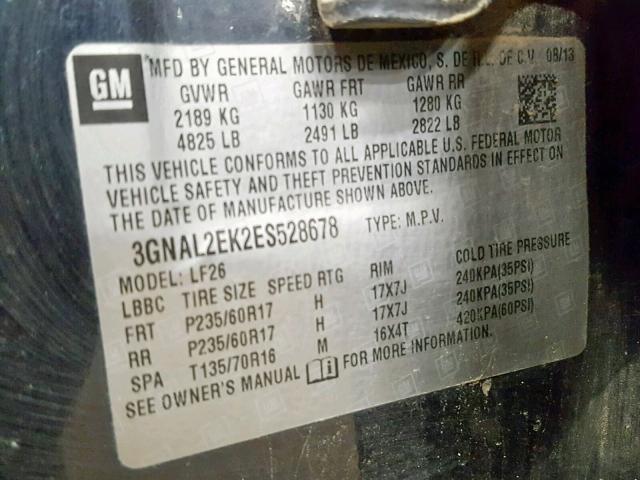 GM
MFD BY GENERAL MOTORS DE MEXICO, S. DE R.L. DE C.V. 08/13
GVWR GAWR FRT GAWR RR
2189 KG 1130 KG 1280 KG
4825 LB 2491 LB 2822 LB
THIS VEHICLE CONFORMS TO ALL APPLICABLE U.S. FEDERAL MOTOR
VEHICLE SAFETY AND THEFT PREVENTION STANDARDS IN EFFECT ON
THE DATE OF MANUFACTURE SHOWN ABOVE.
3GNAL2EK2ES528678 TYPE: M.P.V.
MODEL: LF26
LBBC TIRE SIZE SPEED RTG RIM COLD TIRE PRESSURE
FRT P235/60R17 H 17X7J 240KPA(35PSI)
RR P235/60R17 H 17X7J 240KPA(35PSI)
SPA T135/70R16 M 16X4T 420KPA(60PSI)
SEE OWNER'S MANUAL FOR MORE INFORMATION.